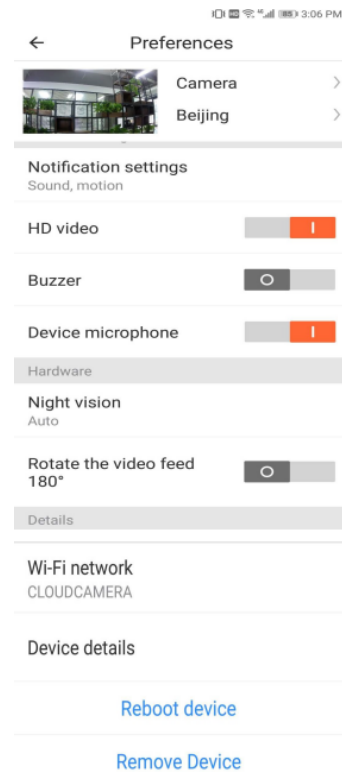 3:06 PM
Preferences
Camera
Beijing
Notification settings
Sound, motion
HD video
Buzzer
Device microphone
Hardware
Night vision
Auto
Rotate the video feed
180°
Details
Wi-Fi network
CLOUDCAMERA
Device details
Reboot device
Remove Device